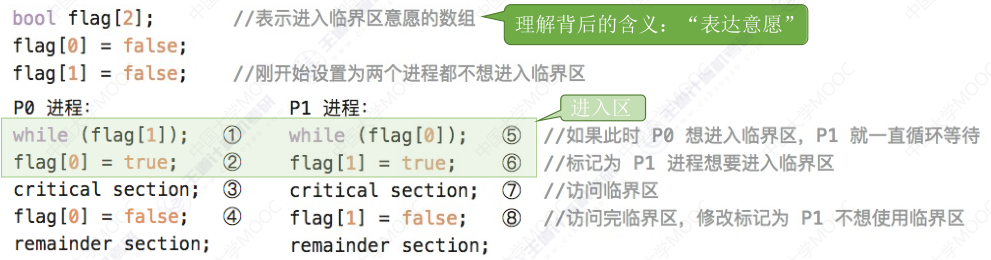 bool flag[2];    //表示进入临界区意愿的数组    理解背后的含义：“表达意愿”
flag[0] = false;
flag[1] = false;    //刚开始设置为两个进程都不想进入临界区
P0 进程:    P1 进程:    进入区
while (flag[1]);    ①    while (flag[0]);    ⑤    //如果此时 P0 想进入临界区，P1 就一直循环等待
flag[0] = true;    ②    flag[1] = true;    ⑥    //标记为 P1 进程想要进入临界区
critical section;    ③    critical section;    ⑦    //访问临界区
flag[0] = false;    ④    flag[1] = false;    ⑧    //访问完临界区，修改标记为 P1 不想使用临界区
remainder section;    remainder section;